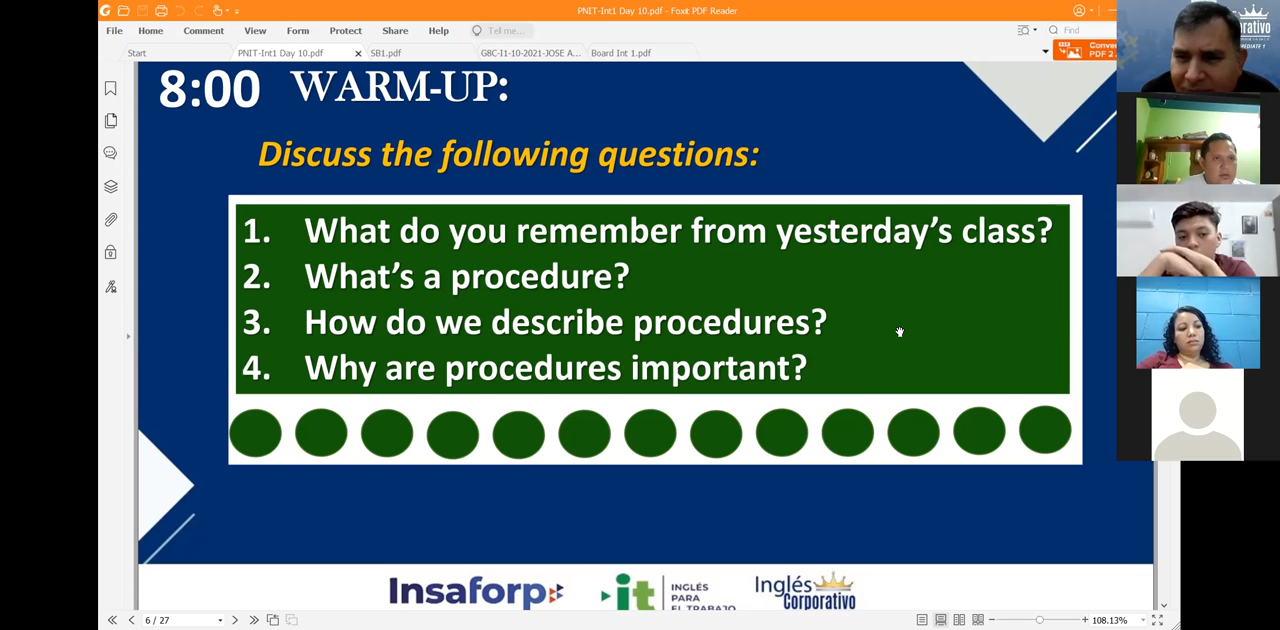 PNIT-Int1 Day 10.pdf - Foxit PDF Reader
File Home Comment View Form Protect Share Help Tell me... Find
Start PNIT-Int1 Day 10.pdf SB1.pdf G8C-I1-10-2021-JOSE A... Board Int 1.pdf
8:00 WARM-UP:
Discuss the following questions:
1. What do you remember from yesterday's class?
2. What's a procedure?
3. How do we describe procedures?
4. Why are procedures important?
Insaforp
it
INGLÉS
PARA
EL TRABAJO
Inglés
Corporativo
6 / 27
108.13%